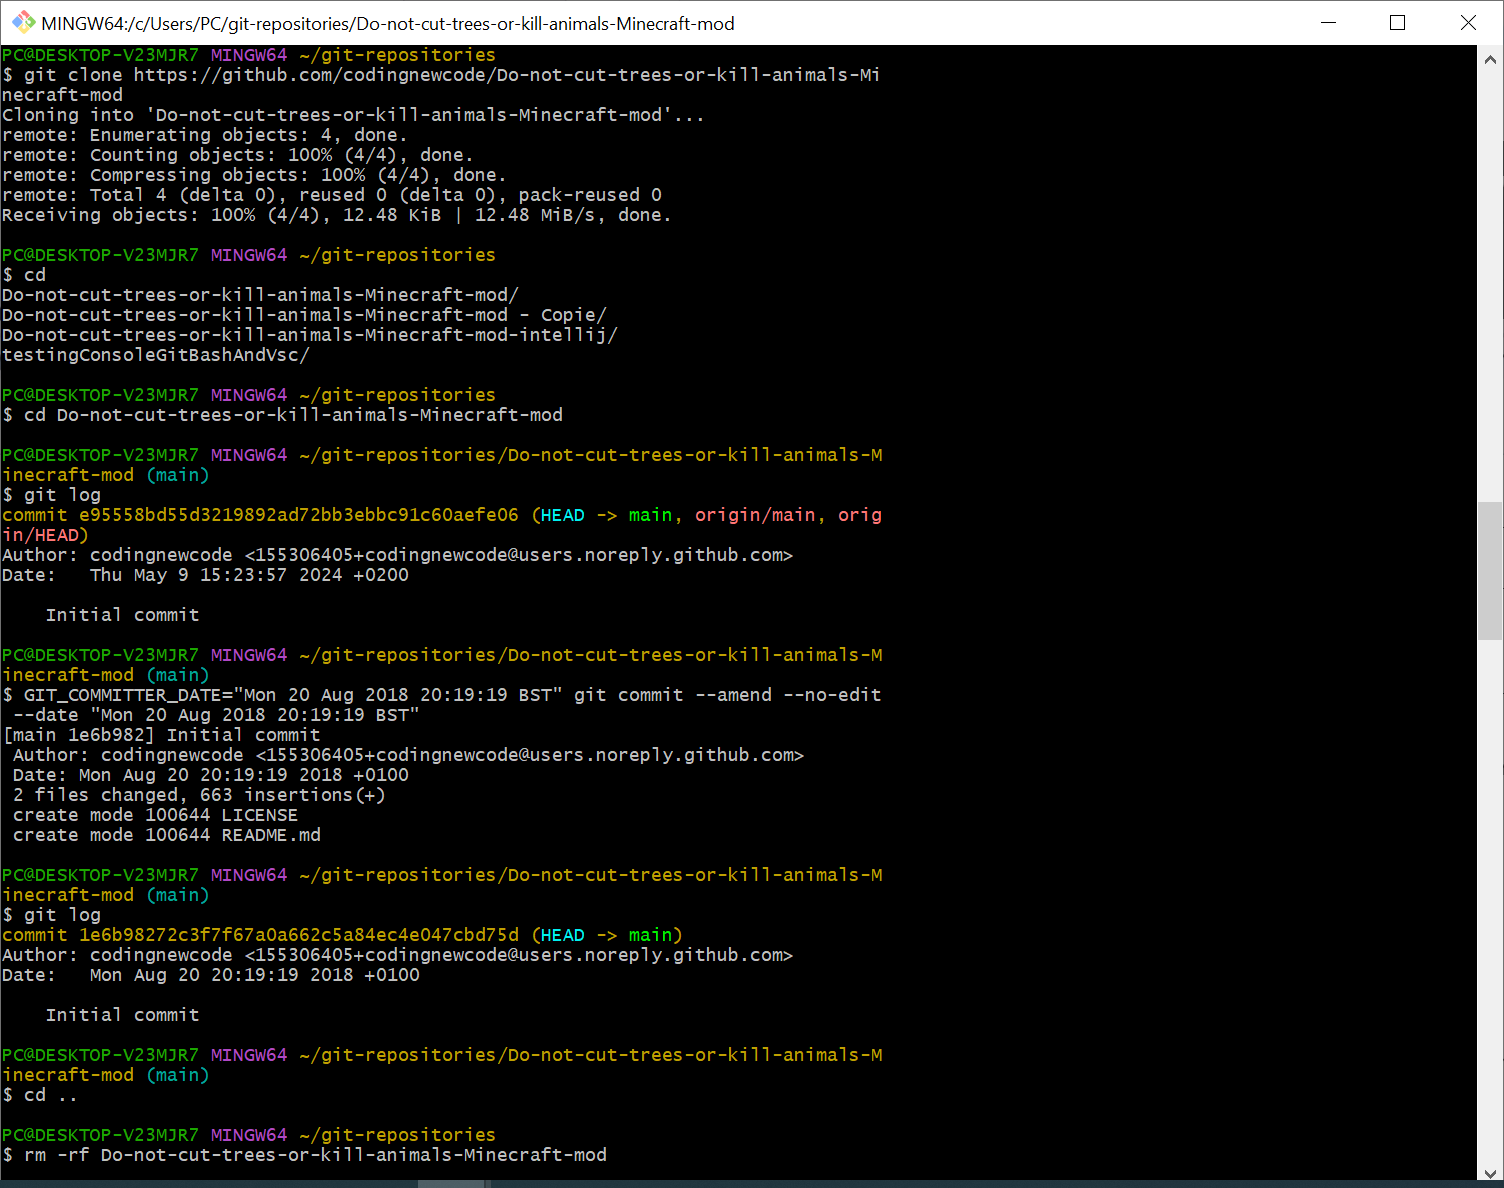 MINGW64:/c/Users/PC/git-repositories/Do-not-cut-trees-or-kill-animals-Minecraft-mod
PC@DESKTOP-V23MJR7 MINGW64 ~/git-repositories
$ git clone https://github.com/codingnewcode/Do-not-cut-trees-or-kill-animals-Mi
necraft-mod
Cloning into 'Do-not-cut-trees-or-kill-animals-Minecraft-mod'...
remote: Enumerating objects: 4, done.
remote: Counting objects: 100% (4/4), done.
remote: Compressing objects: 100% (4/4), done.
remote: Total 4 (delta 0), reused 0 (delta 0), pack-reused 0
Receiving objects: 100% (4/4), 12.48 KiB | 12.48 MiB/s, done.

PC@DESKTOP-V23MJR7 MINGW64 ~/git-repositories
$ cd
Do-not-cut-trees-or-kill-animals-Minecraft-mod/
Do-not-cut-trees-or-kill-animals-Minecraft-mod - Copie/
Do-not-cut-trees-or-kill-animals-Minecraft-mod-intellij/
testingConsoleGitBashAndVsc/

PC@DESKTOP-V23MJR7 MINGW64 ~/git-repositories
$ cd Do-not-cut-trees-or-kill-animals-Minecraft-mod

PC@DESKTOP-V23MJR7 MINGW64 ~/git-repositories/Do-not-cut-trees-or-kill-animals-M
inecraft-mod (main)
$ git log
commit e95558bd55d3219892ad72bb3ebbc91c60aefe06 (HEAD -> main, origin/main, orig
in/HEAD)
Author: codingnewcode <155306405+codingnewcode@users.noreply.github.com>
Date:   Thu May 9 15:23:57 2024 +0200

    Initial commit

PC@DESKTOP-V23MJR7 MINGW64 ~/git-repositories/Do-not-cut-trees-or-kill-animals-M
inecraft-mod (main)
$ GIT_COMMITTER_DATE="Mon 20 Aug 2018 20:19:19 BST" git commit --amend --no-edit
 --date "Mon 20 Aug 2018 20:19:19 BST"
[main 1e6b982] Initial commit
 Author: codingnewcode <155306405+codingnewcode@users.noreply.github.com>
 Date: Mon Aug 20 20:19:19 2018 +0100
 2 files changed, 663 insertions(+)
 create mode 100644 LICENSE
 create mode 100644 README.md

PC@DESKTOP-V23MJR7 MINGW64 ~/git-repositories/Do-not-cut-trees-or-kill-animals-M
inecraft-mod (main)
$ git log
commit 1e6b98272c3f7f67a0a662c5a84ec4e047cbd75d (HEAD -> main)
Author: codingnewcode <155306405+codingnewcode@users.noreply.github.com>
Date:   Mon Aug 20 20:19:19 2018 +0100

    Initial commit

PC@DESKTOP-V23MJR7 MINGW64 ~/git-repositories/Do-not-cut-trees-or-kill-animals-M
inecraft-mod (main)
$ cd ..

PC@DESKTOP-V23MJR7 MINGW64 ~/git-repositories
$ rm -rf Do-not-cut-trees-or-kill-animals-Minecraft-mod